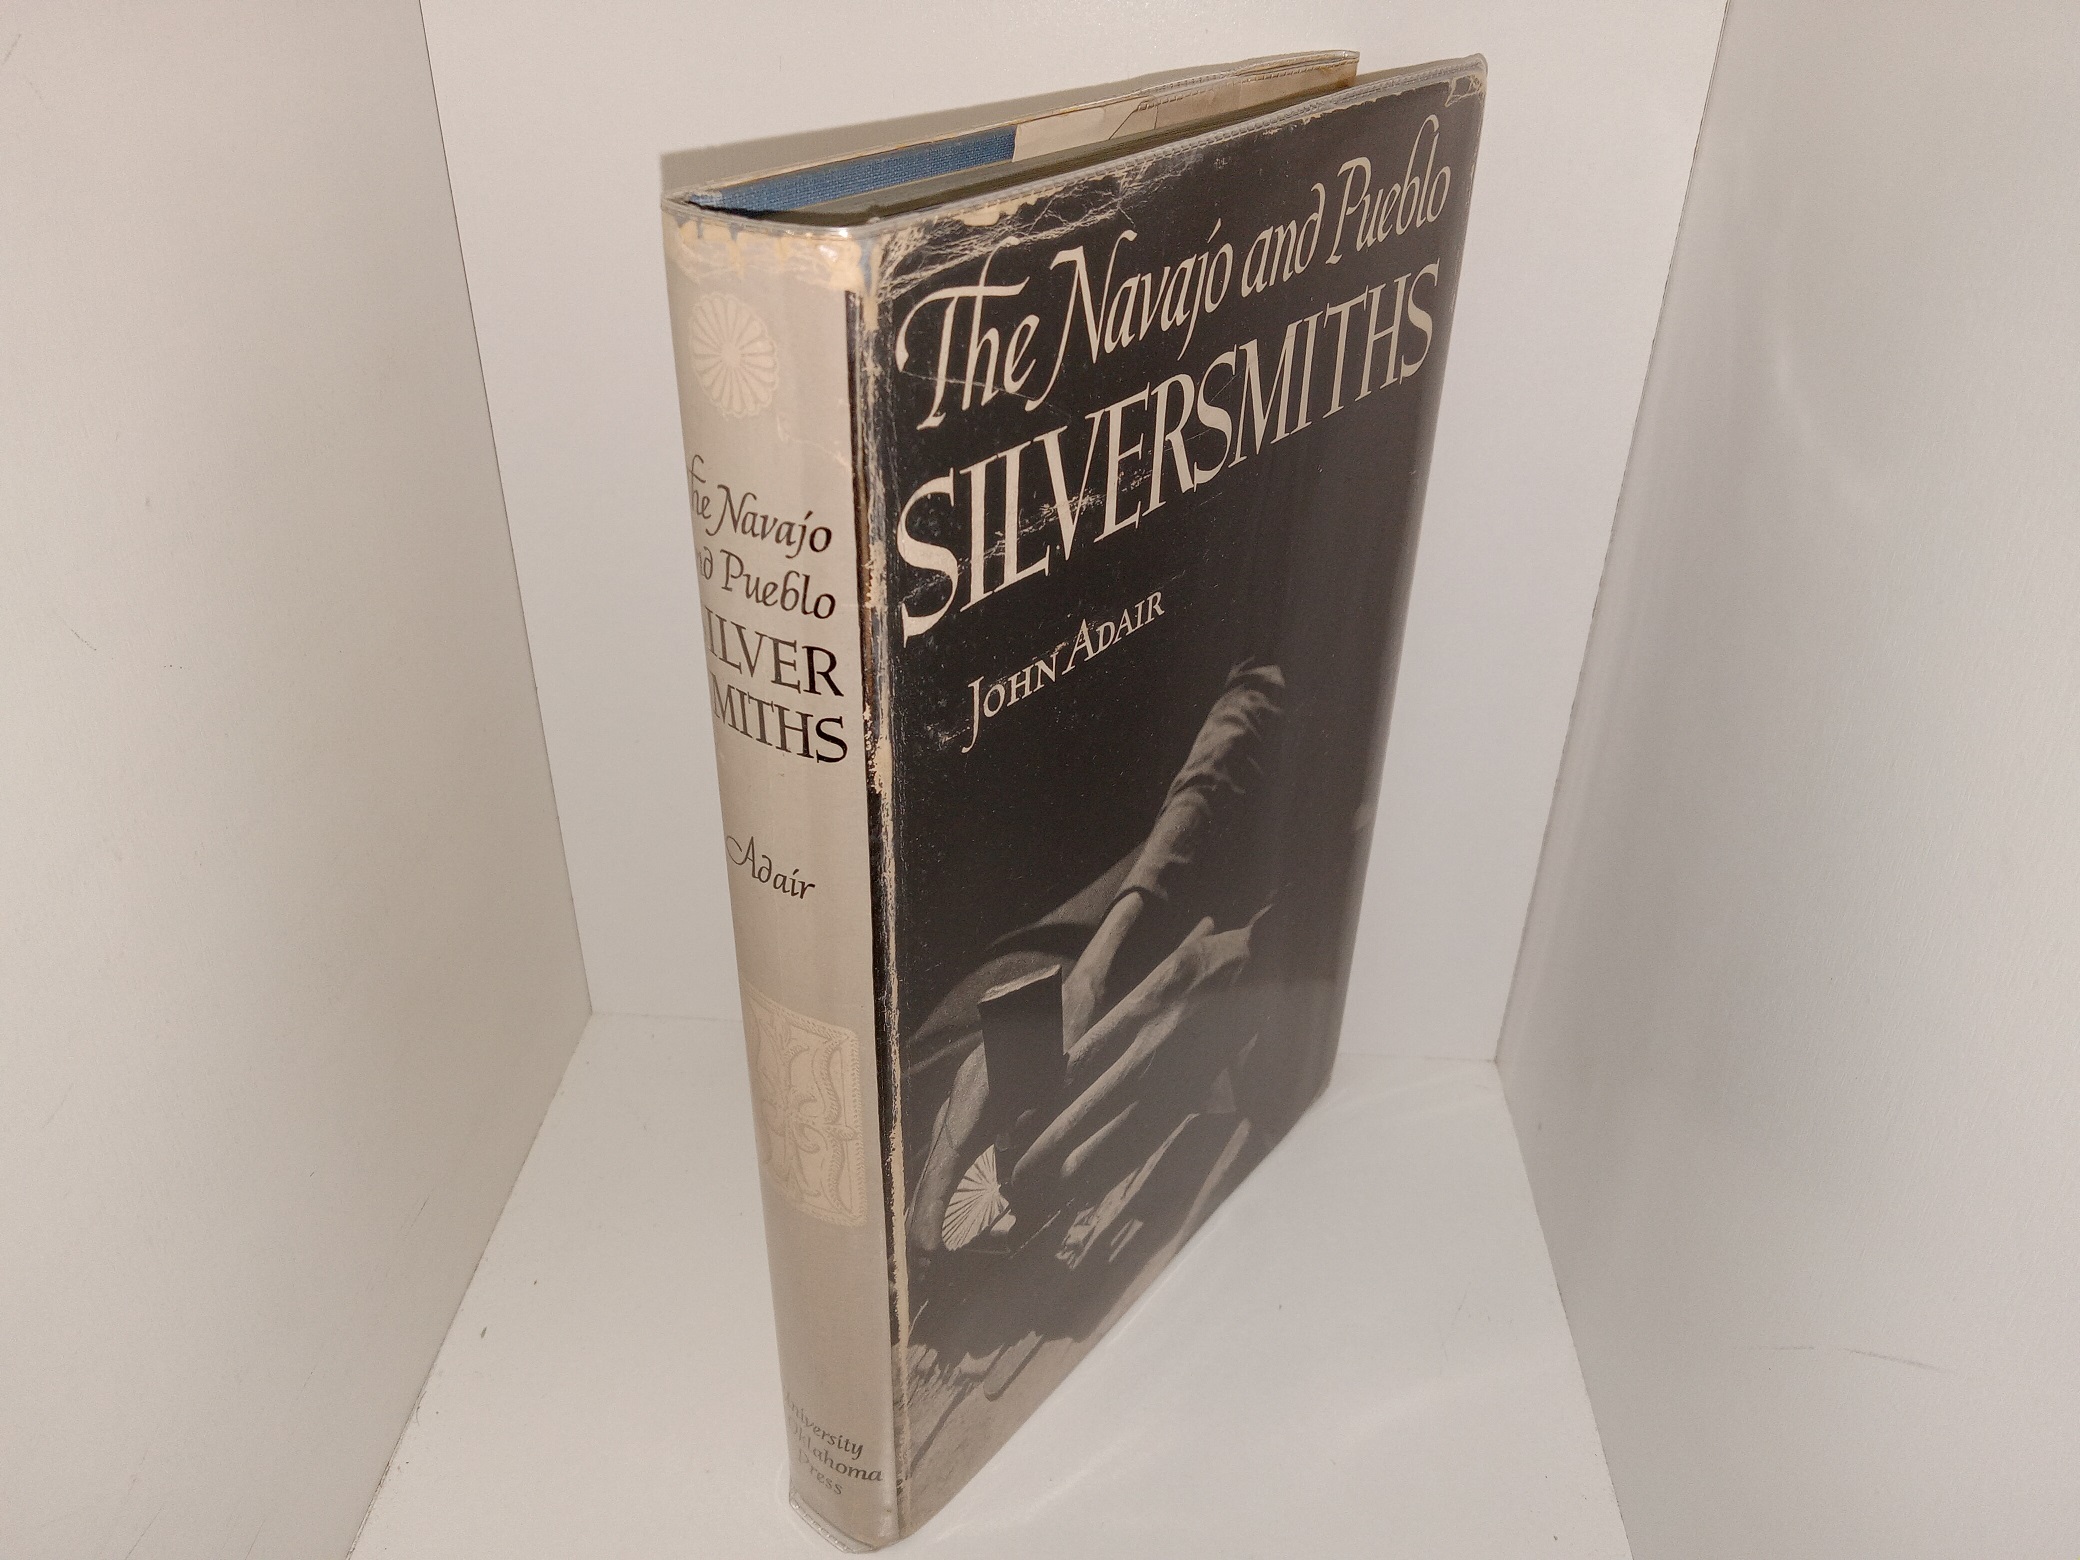 The Navajo and Pueblo
SILVERSMITHS
JOHN ADAIR
he Navajo
nd Pueblo
ILVER
MITHS
Adair
niversity
Oklahoma
Press